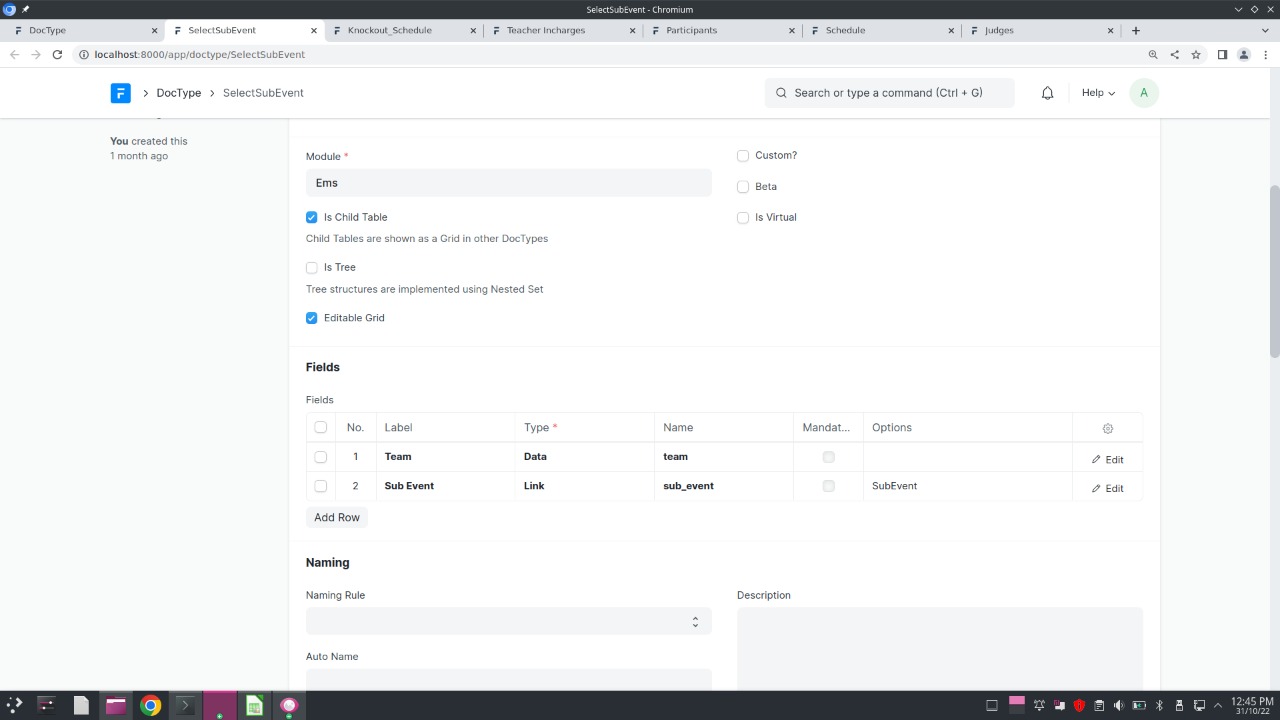 SelectSubEvent - Chromium
DocType
SelectSubEvent
Knockout_Schedule
Teacher Incharges
Participants
Schedule
Judges
localhost:8000/app/doctype/SelectSubEvent
DocType
SelectSubEvent
Search or type a command (Ctrl + G)
Help
A
You created this
1 month ago
Module *
Ems
Custom?
Beta
Is Virtual
Is Child Table
Child Tables are shown as a Grid in other DocTypes
Is Tree
Tree structures are implemented using Nested Set
Editable Grid
Fields
Fields
No. Label Type * Name Mandat... Options
1 Team Data team Edit
2 Sub Event Link sub_event SubEvent Edit
Add Row
Naming
Naming Rule
Description
Auto Name
12:45 PM
31/10/22